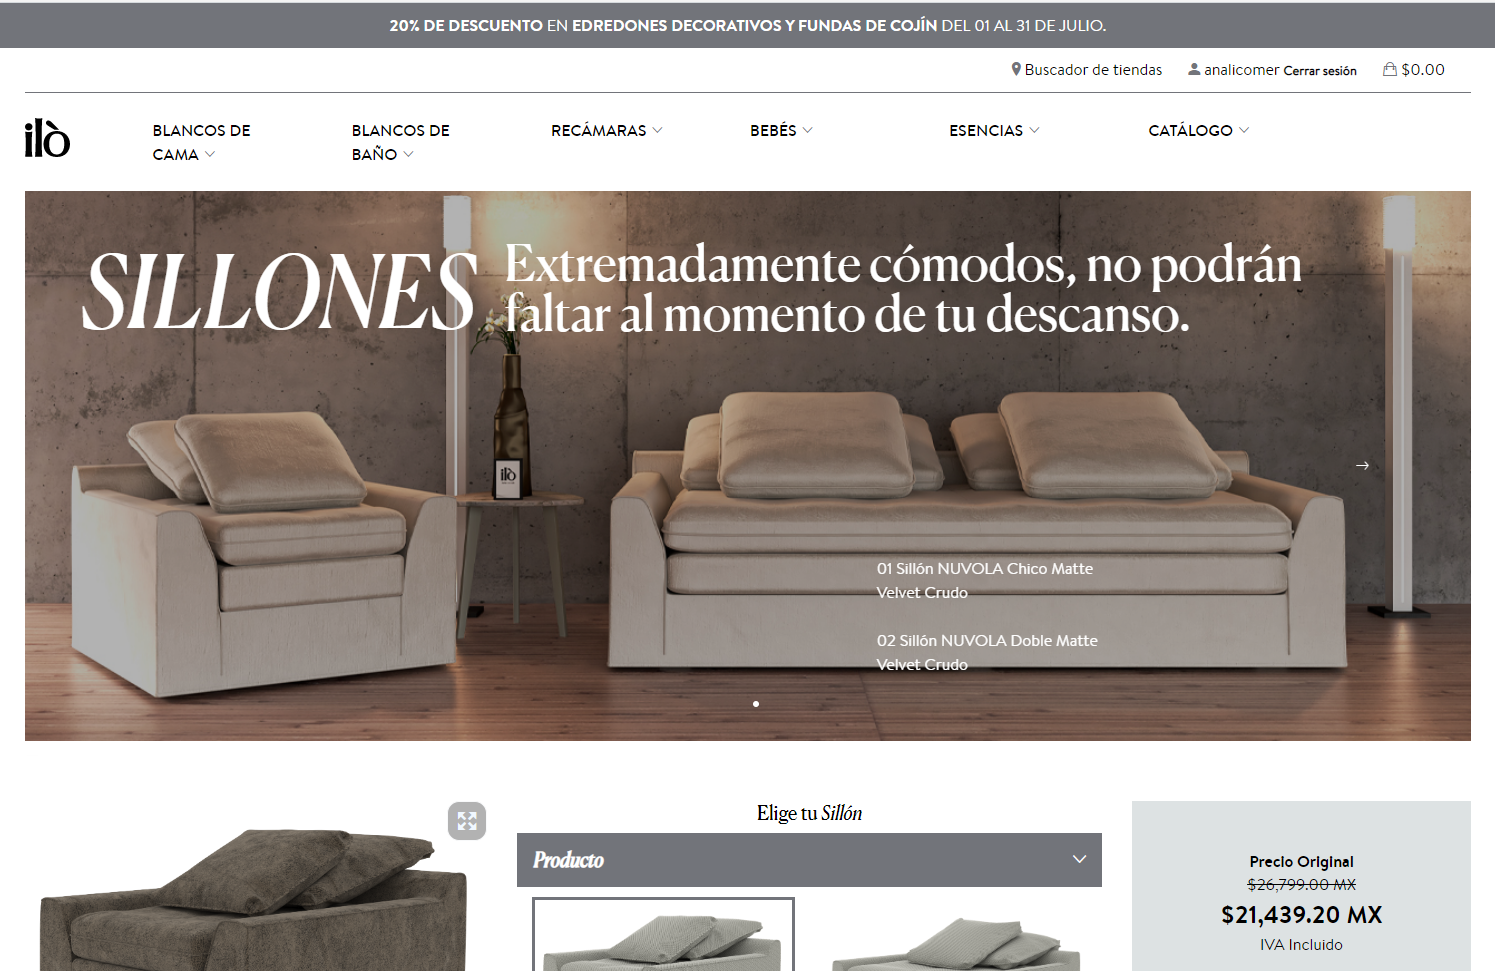 20% DE DESCUENTO EN EDREDONES DECORATIVOS Y FUNDAS DE COJÍN DEL 01 AL 31 DE JULIO.
Buscador de tiendas analicomer Cerrar sesión $0.00
ilò
BLANCOS DE
CAMA
BLANCOS DE
BAÑO
RECÁMARAS
BEBÉS
ESENCIAS
CATÁLOGO
SILLONES
Extremadamente cómodos, no podrán
faltar al momento de tu descanso.
ilò
01 Sillón NUVOLA Chico Matte
Velvet Crudo
02 Sillón NUVOLA Doble Matte
Velvet Crudo
Elige tu Sillón
Producto
Precio Original
$26,799.00 MX
$21,439.20 MX
IVA Incluido